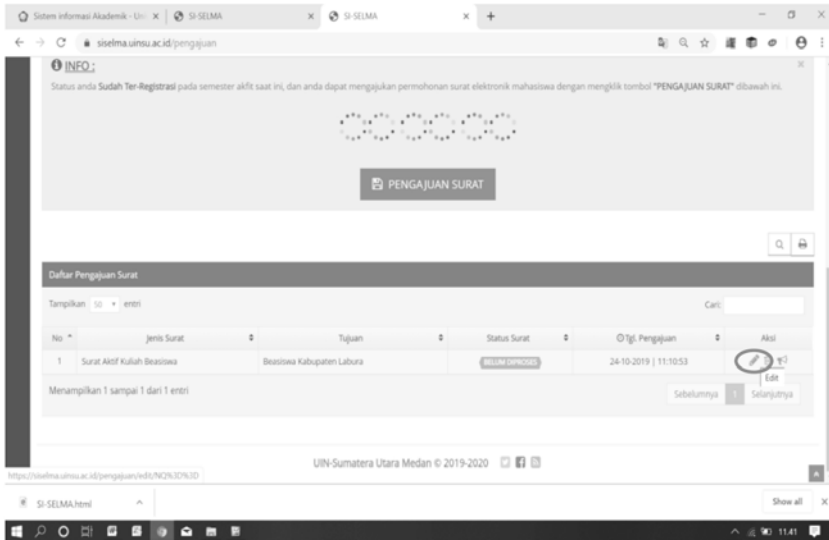 Sistem informasi Akademik - Uni
SI-SELMA
SI-SELMA
siselma.uinsu.ac.id/pengajuan
INFO :
Status anda Sudah Ter-Registrasi pada semester akfit saat ini, dan anda dapat mengajukan permohonan surat elektronik mahasiswa dengan mengklik tombol "PENGAJUAN SURAT" dibawah ini.
PENGAJUAN SURAT
Daftar Pengajuan Surat
Tampilkan 50 entri
Cari:
No Jenis Surat Tujuan Status Surat Tgl. Pengajuan Aksi
1 Surat Aktif Kuliah Beasiswa Beasiswa Kabupaten Labura BELUM DIPROSES 24-10-2019 | 11:10:53
Edit
Menampilkan 1 sampai 1 dari 1 entri
Sebelumnya 1 Selanjutnya
UIN-Sumatera Utara Medan © 2019-2020
https://siselma.uinsu.ac.id/pengajuan/edit/NQ%3D%3D
SI-SELMA.html
Show all
11.41